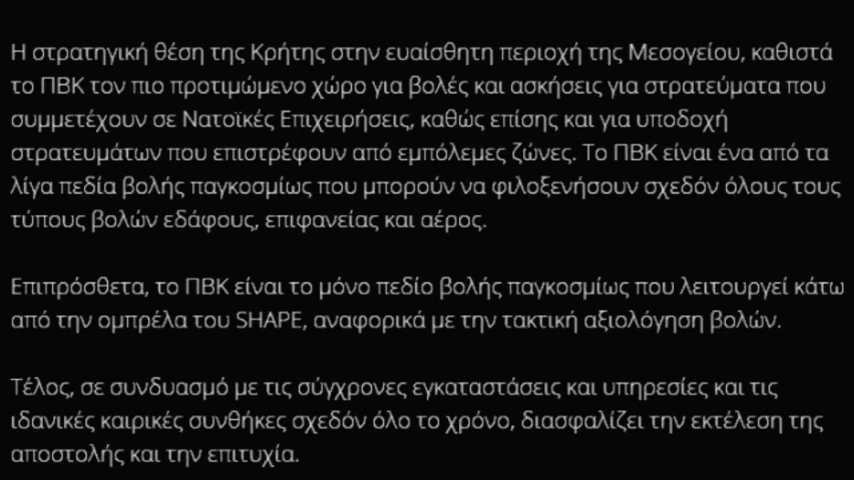 Η στρατηγική θέση της Κρήτης στην ευαίσθητη περιοχή της Μεσογείου, καθιστά
το ΠΒΚ τον πιο προτιμώμενο χώρο για βολές και ασκήσεις για στρατεύματα που
συμμετέχουν σε Νατοϊκές Επιχειρήσεις, καθώς επίσης και για υποδοχή
στρατευμάτων που επιστρέφουν από εμπόλεμες ζώνες. Το ΠΒΚ είναι ένα από τα
λίγα πεδία βολής παγκοσμίως που μπορούν να φιλοξενήσουν σχεδόν όλους τους
τύπους βολών εδάφους, επιφανείας και αέρος.
Επιπρόσθετα, το ΠΒΚ είναι το μόνο πεδίο βολής παγκοσμίως που λειτουργεί κάτω
από την ομπρέλα του SHAPE, αναφορικά με την τακτική αξιολόγηση βολών.
Τέλος, σε συνδυασμό με τις σύγχρονες εγκαταστάσεις και υπηρεσίες και τις
ιδανικές καιρικές συνθήκες σχεδόν όλο το χρόνο, διασφαλίζει την εκτέλεση της
αποστολής και την επιτυχία.